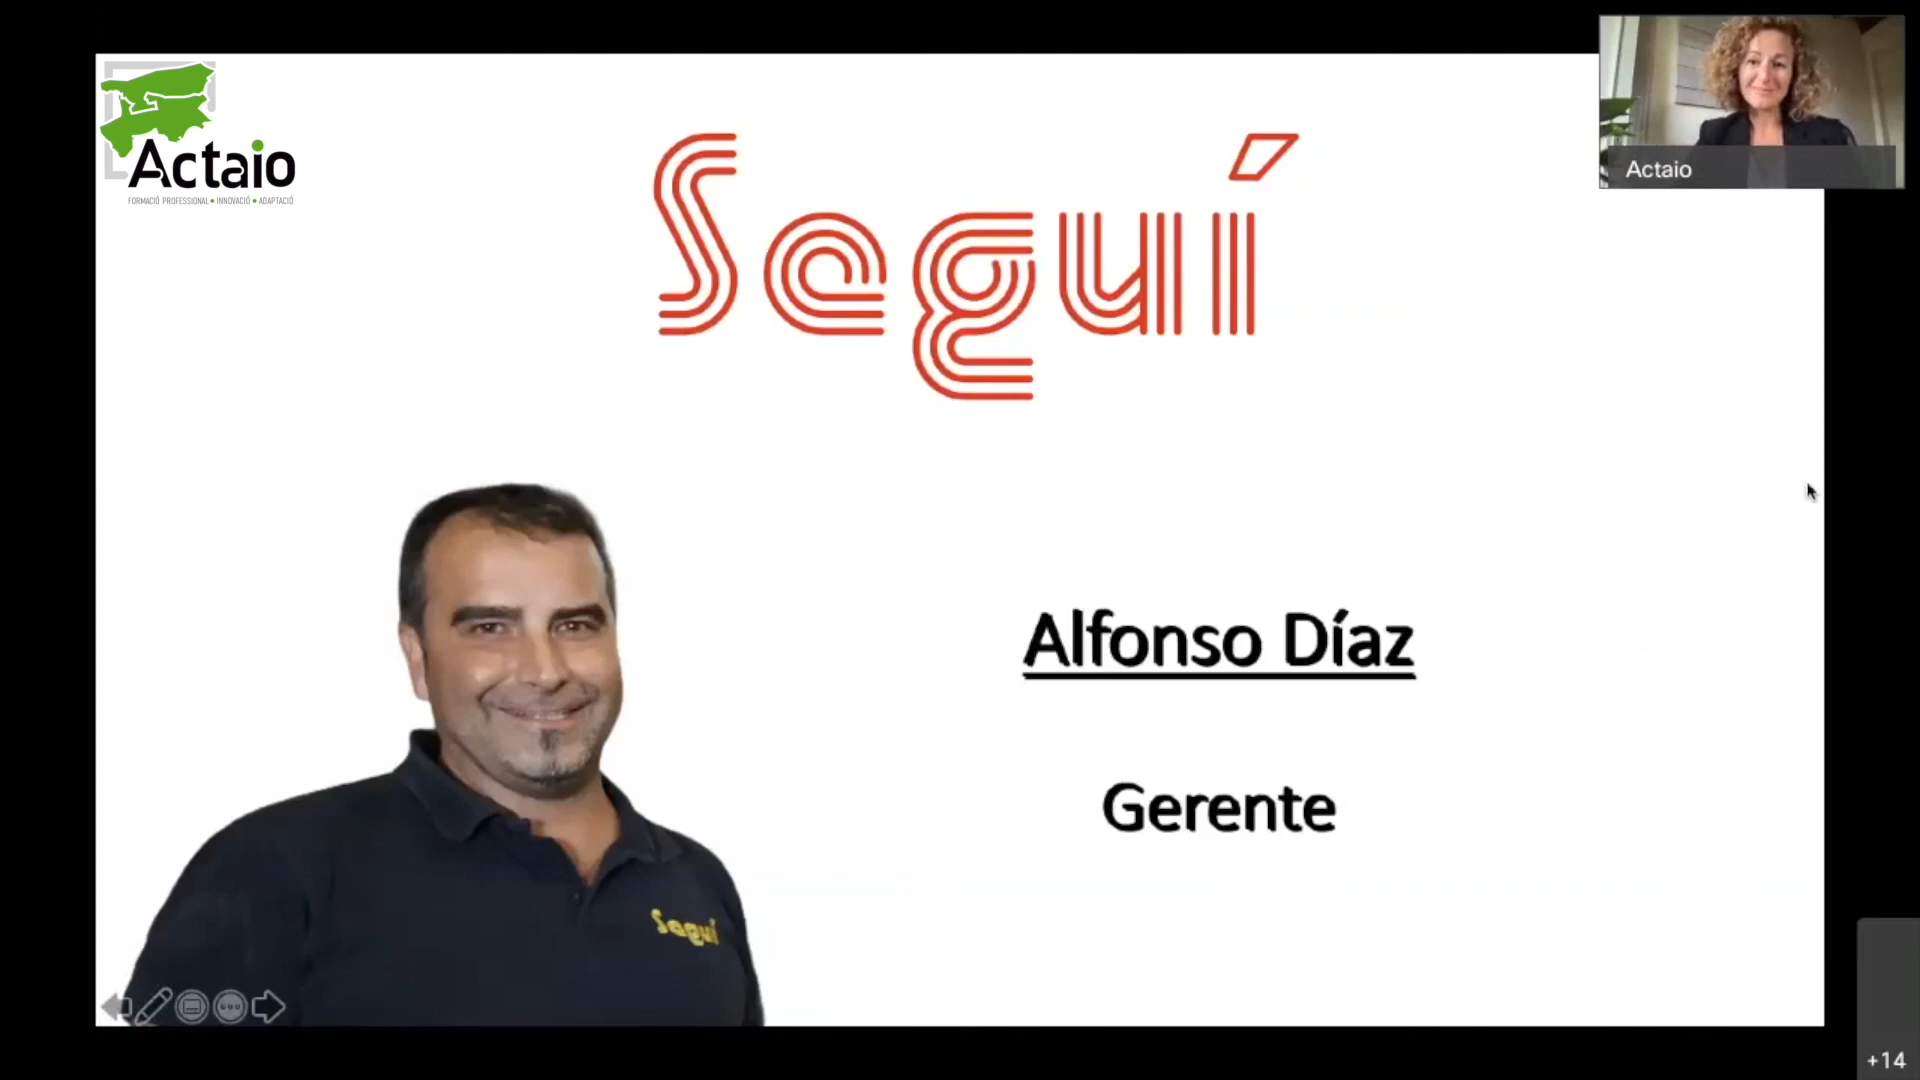 Actaio
FORMACIÓ PROFESSIONAL • INNOVACIÓ • ADAPTACIÓ
Seguí
Actaio
Alfonso Díaz
Gerente
Seguí
+14